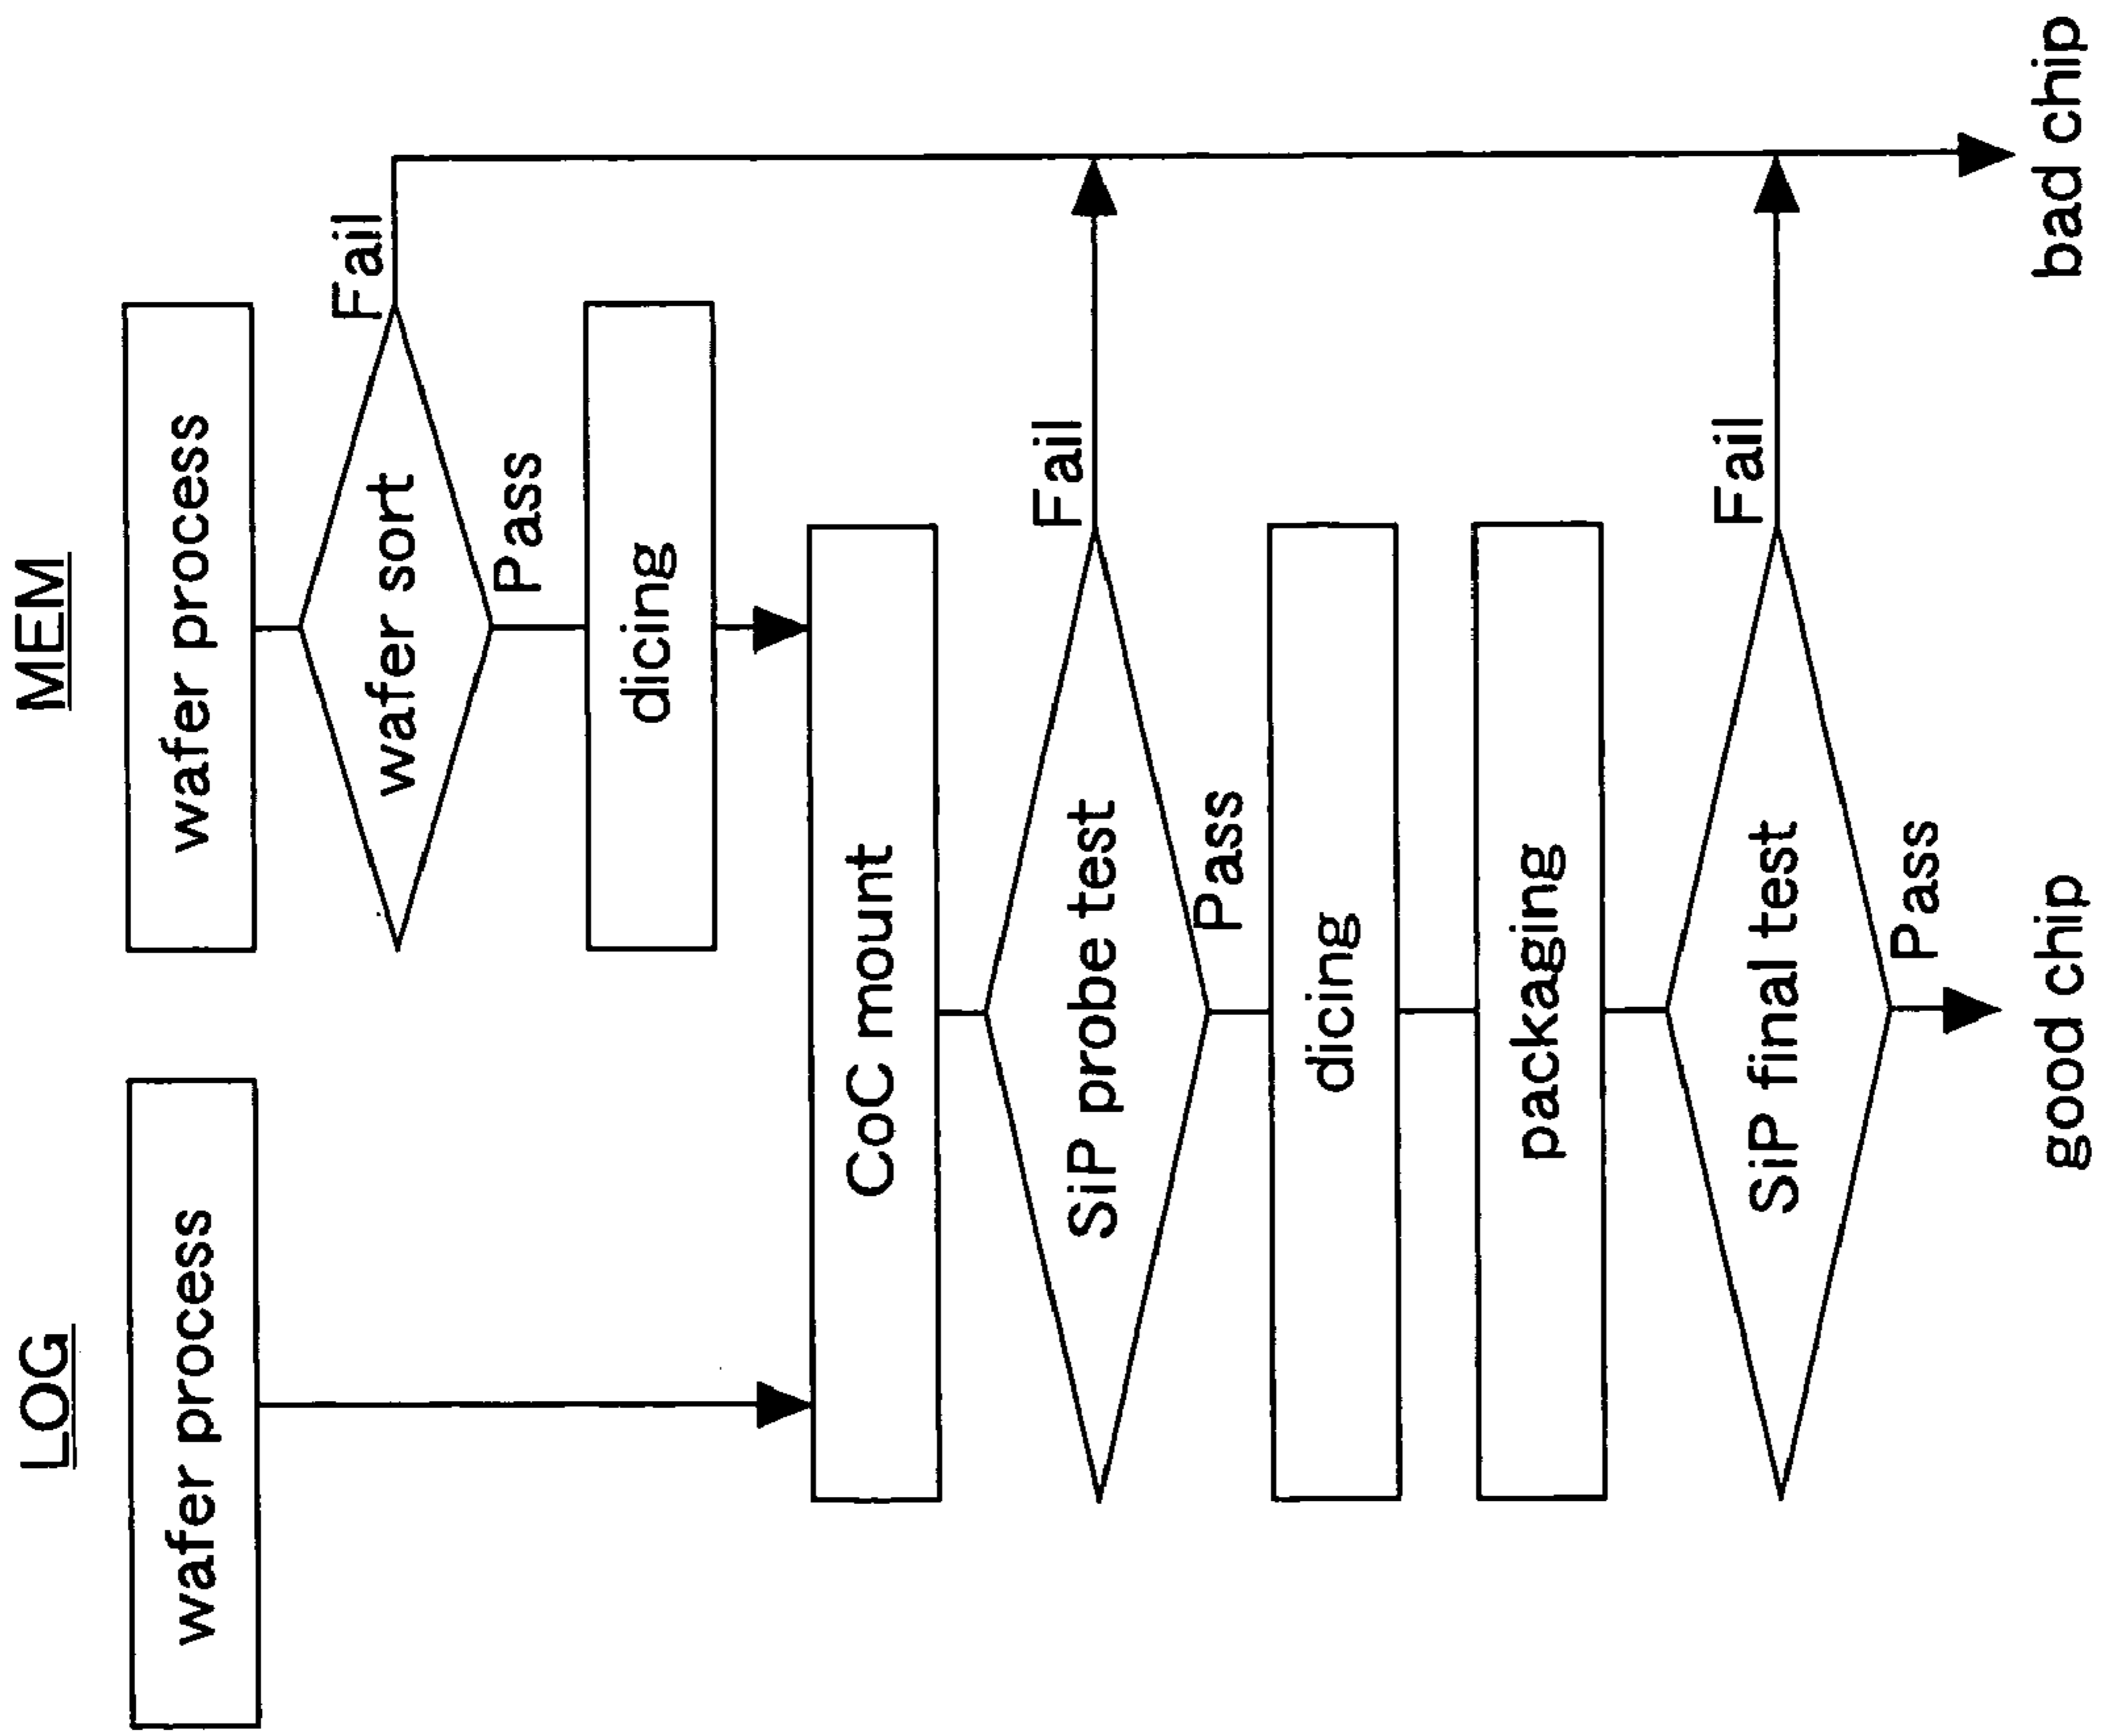 LOG
MEM
wafer process
wafer process
wafer sort
Fail
Pass
dicing
CoC mount
SiP probe test
Fail
Pass
dicing
packaging
SiP final test
Fail
Pass
good chip
bad chip